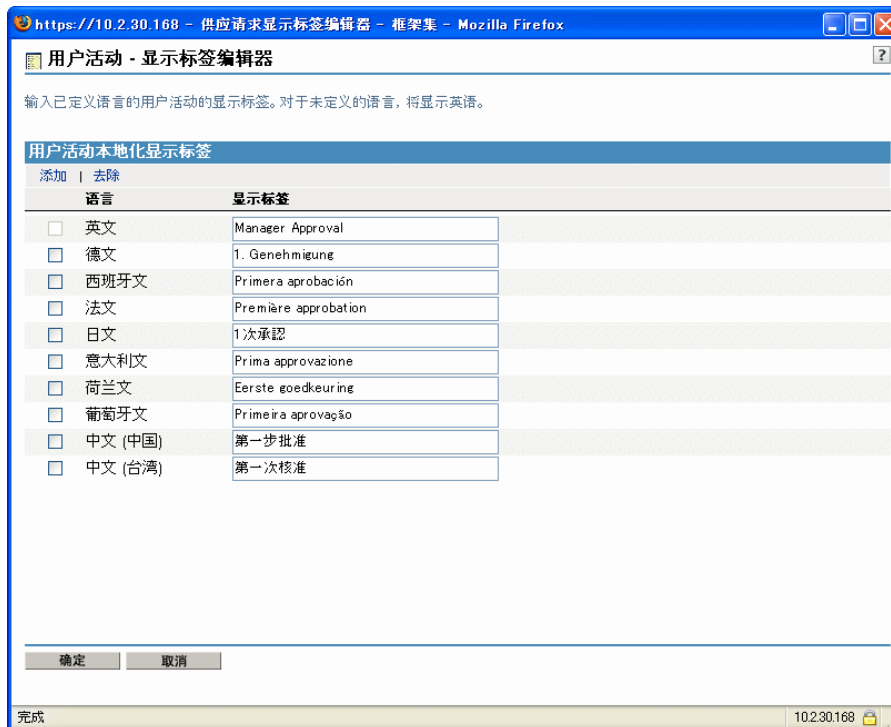 https://10.2.30.168 - 供应请求显示标签编辑器 - 框架集 - Mozilla Firefox
用户活动 - 显示标签编辑器
?
输入已定义语言的用户活动的显示标签。对于未定义的语言, 将显示英语。
用户活动本地化显示标签
添加 | 去除
语言 显示标签
英文 Manager Approval
德文 1. Genehmigung
西班牙文 Primera aprobación
法文 Première approbation
日文 1次承認
意大利文 Prima approvazione
荷兰文 Eerste goedkeuring
葡萄牙文 Primeira aprovação
中文 (中国) 第一步批准
中文 (台湾) 第一次核准
确定 取消
完成 10.2.30.168